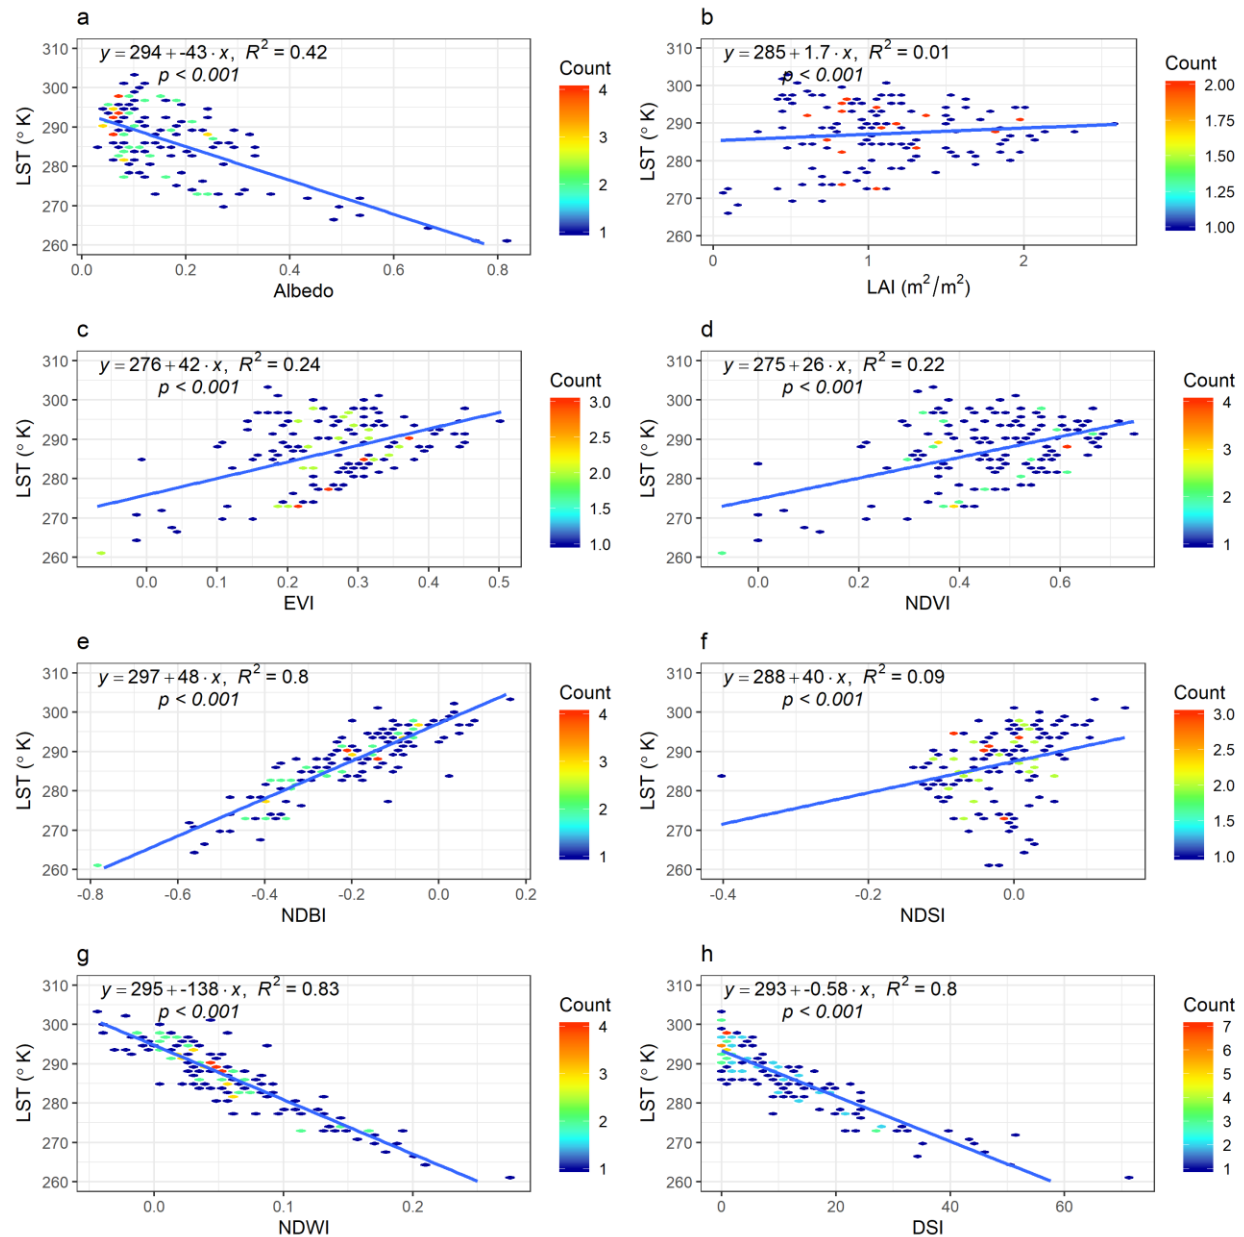 a
y = 294 + -43 · x, R² = 0.42
p < 0.001
LST (° K)
310
300
290
280
270
260
0.0 0.2 0.4 0.6 0.8
Albedo
Count
4
3
2
1
b
y = 285 + 1.7 · x, R² = 0.01
p < 0.001
LST (° K)
310
300
290
280
270
260
0 1 2
LAI (m²/m²)
Count
2.00
1.75
1.50
1.25
1.00
c
y = 276 + 42 · x, R² = 0.24
p < 0.001
LST (° K)
310
300
290
280
270
260
0.0 0.1 0.2 0.3 0.4 0.5
EVI
Count
3.0
2.5
2.0
1.5
1.0
d
y = 275 + 26 · x, R² = 0.22
p < 0.001
LST (° K)
310
300
290
280
270
260
0.0 0.2 0.4 0.6
NDVI
Count
4
3
2
1
e
y = 297 + 48 · x, R² = 0.8
p < 0.001
LST (° K)
310
300
290
280
270
260
-0.8 -0.6 -0.4 -0.2 0.0 0.2
NDBI
Count
4
3
2
1
f
y = 288 + 40 · x, R² = 0.09
p < 0.001
LST (° K)
310
300
290
280
270
260
-0.4 -0.2 0.0
NDSI
Count
3.0
2.5
2.0
1.5
1.0
g
y = 295 + -138 · x, R² = 0.83
p < 0.001
LST (° K)
310
300
290
280
270
260
0.0 0.1 0.2
NDWI
Count
4
3
2
1
h
y = 293 + -0.58 · x, R² = 0.8
p < 0.001
LST (° K)
310
300
290
280
270
260
0 20 40 60
DSI
Count
7
6
5
4
3
2
1